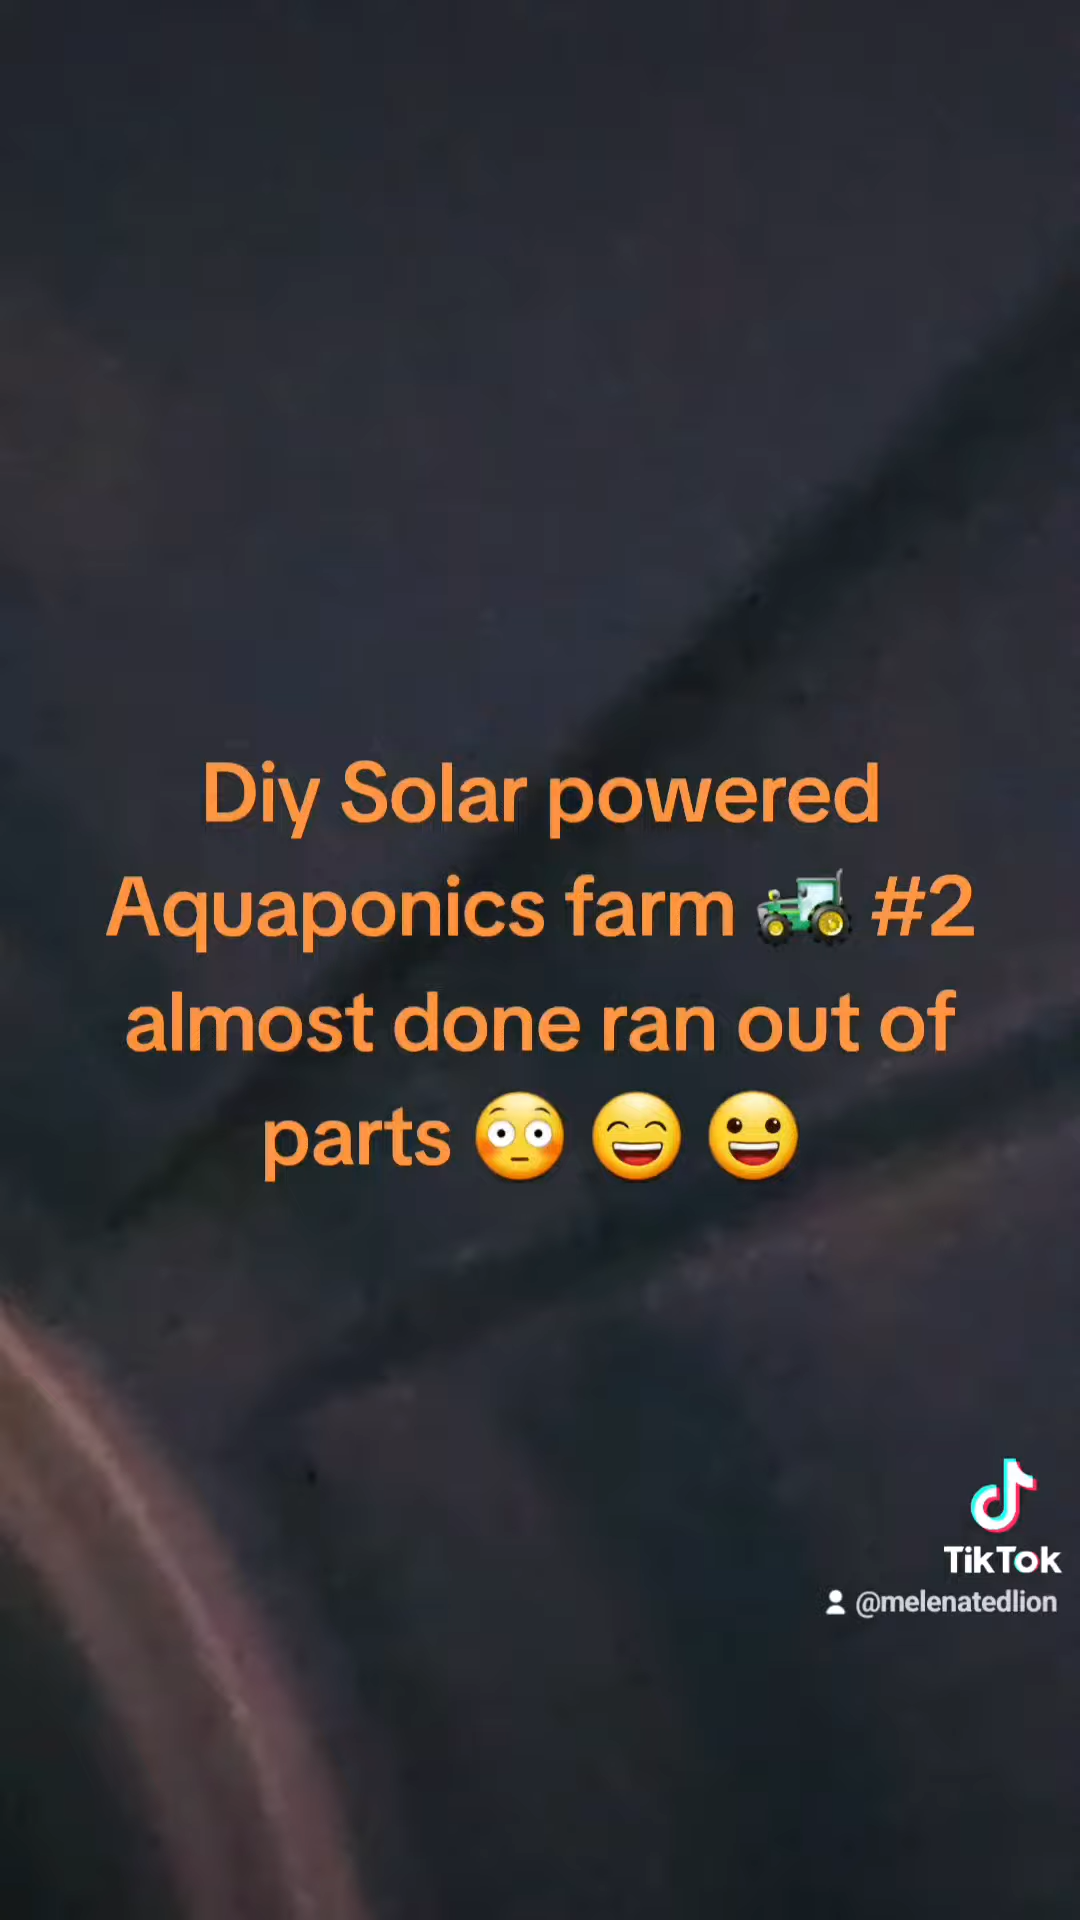 Diy Solar powered
Aquaponics farm 🚜 #2
almost done ran out of
parts 😳 😄 😀
TikTok
@melenatedlion